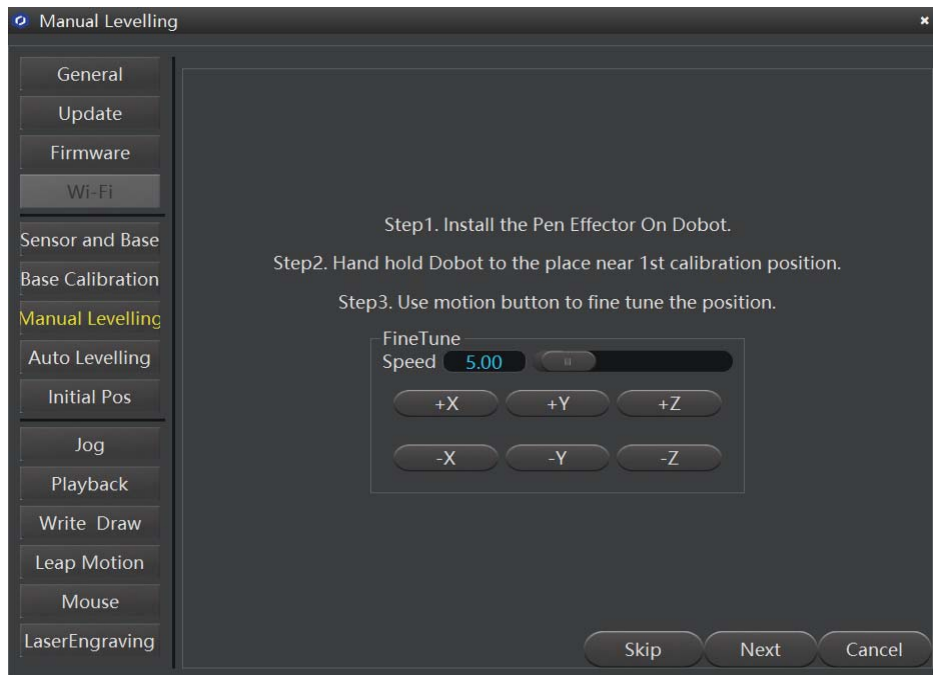 Manual Levelling
General
Update
Firmware
Wi-Fi
Sensor and Base
Base Calibration
Manual Levelling
Auto Levelling
Initial Pos
Jog
Playback
Write Draw
Leap Motion
Mouse
LaserEngraving
Step1. Install the Pen Effector On Dobot.
Step2. Hand hold Dobot to the place near 1st calibration position.
Step3. Use motion button to fine tune the position.
FineTune
Speed 5.00
+X +Y +Z
-X -Y -Z
Skip Next Cancel